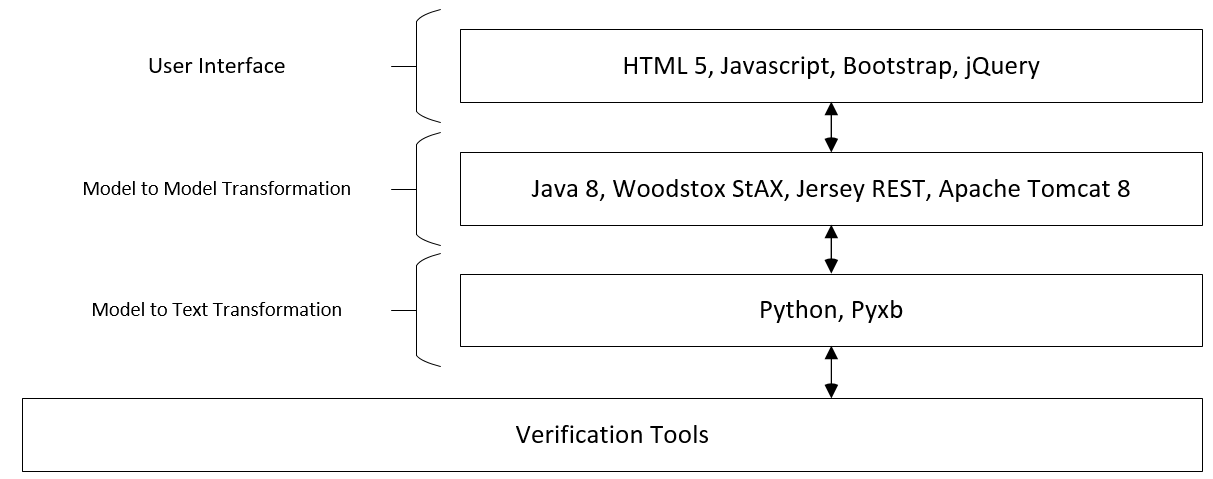 User Interface
HTML 5, Javascript, Bootstrap, jQuery
Model to Model Transformation
Java 8, Woodstox StAX, Jersey REST, Apache Tomcat 8
Model to Text Transformation
Python, Pyxb
Verification Tools